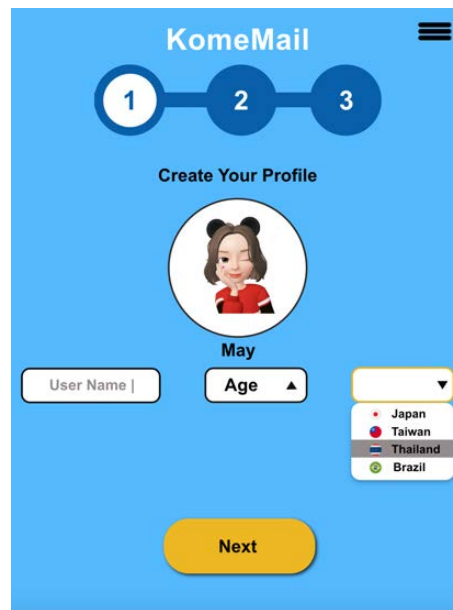 KomeMail
1 2 3
Create Your Profile
May
User Name |
Age
Japan
Taiwan
Thailand
Brazil
Next